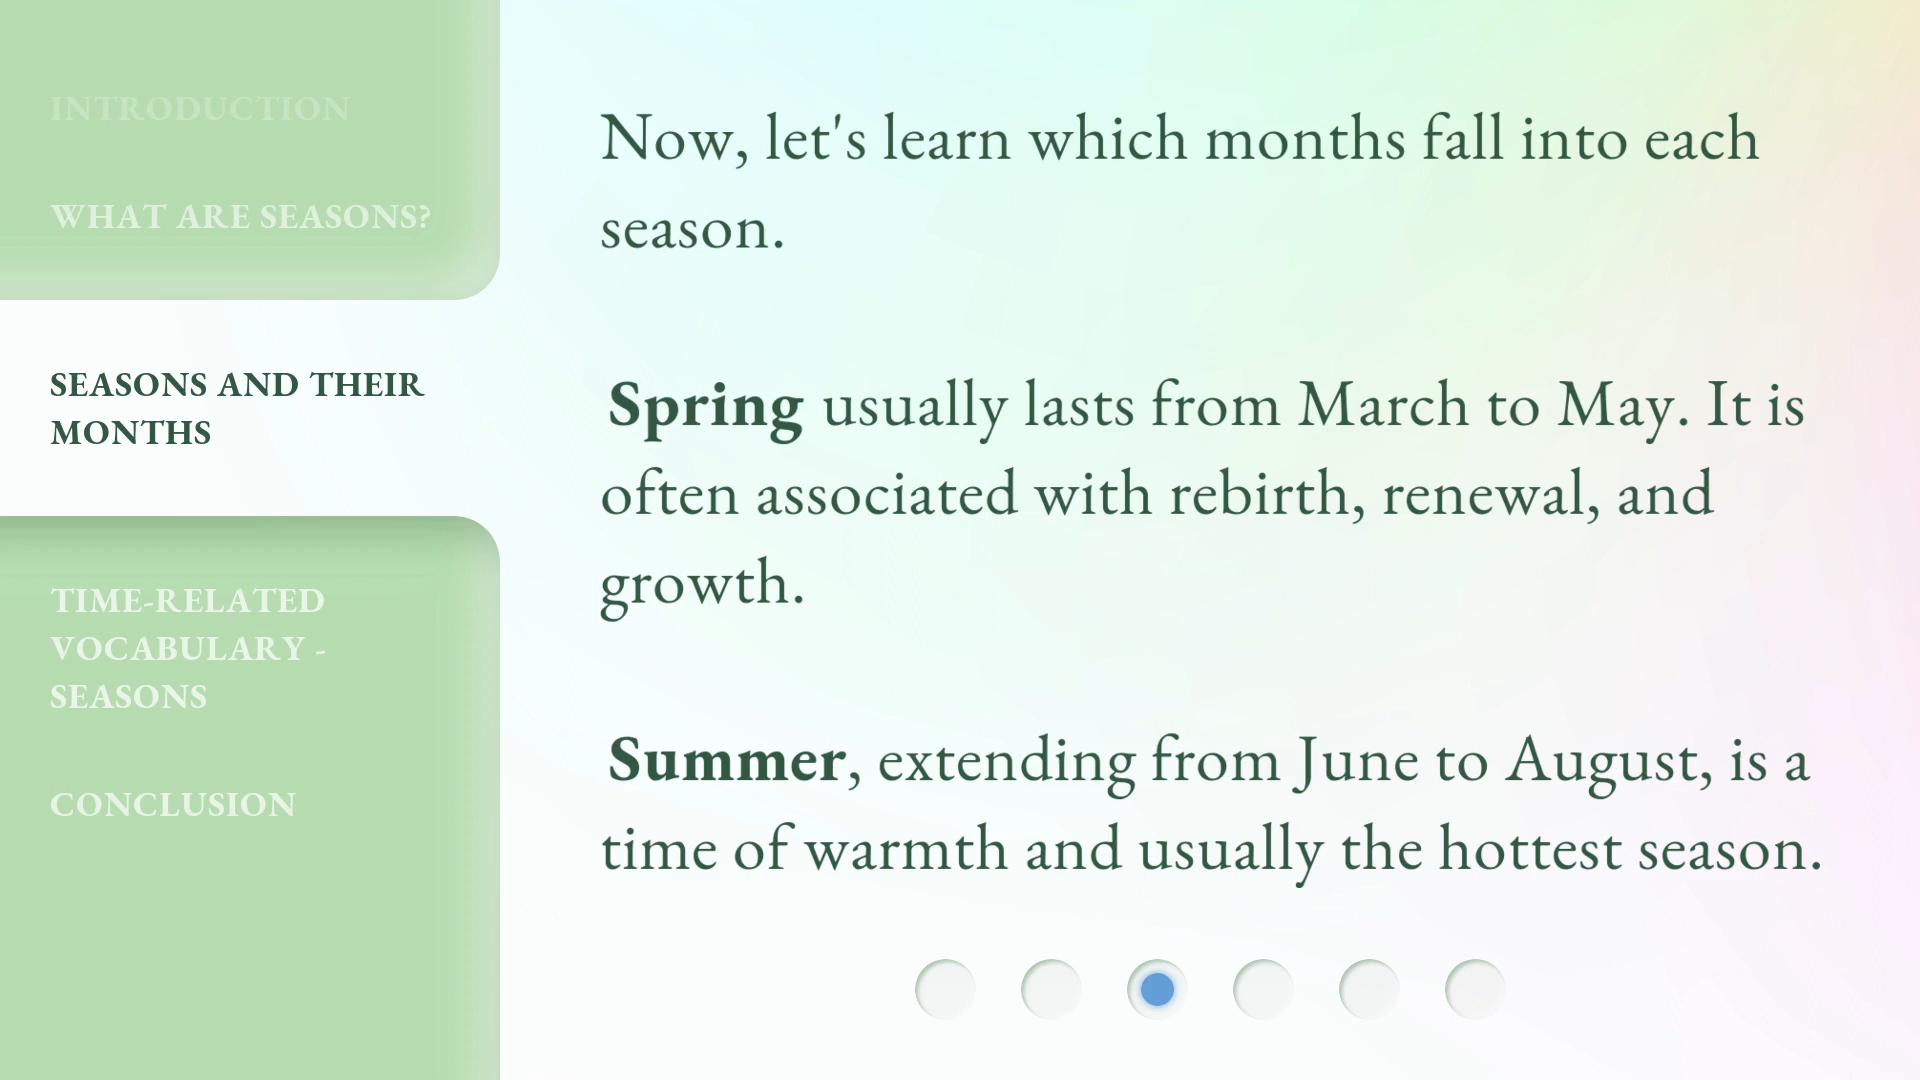 INTRODUCTION
WHAT ARE SEASONS?
SEASONS AND THEIR
MONTHS
TIME-RELATED
VOCABULARY -
SEASONS
CONCLUSION
Now, let's learn which months fall into each
season.
Spring usually lasts from March to May. It is
often associated with rebirth, renewal, and
growth.
Summer, extending from June to August, is a
time of warmth and usually the hottest season.